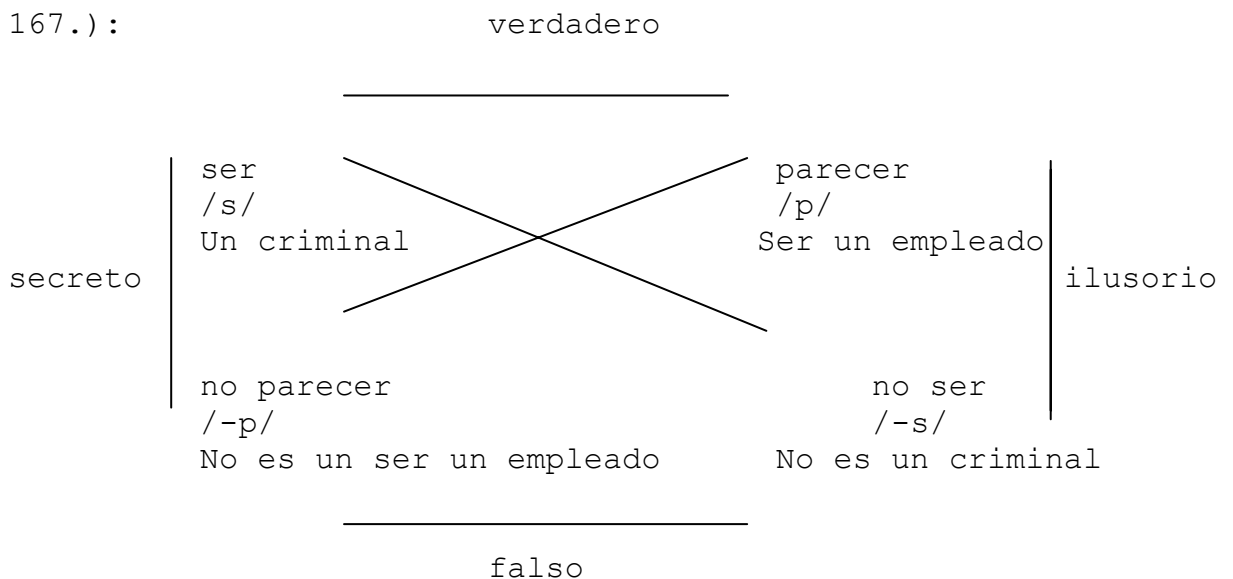 167.): verdadero
ser parecer
/s/ /p/
Un criminal Ser un empleado
secreto ilusorio
no parecer no ser
/-p/ /-s/
No es un ser un empleado No es un criminal
falso